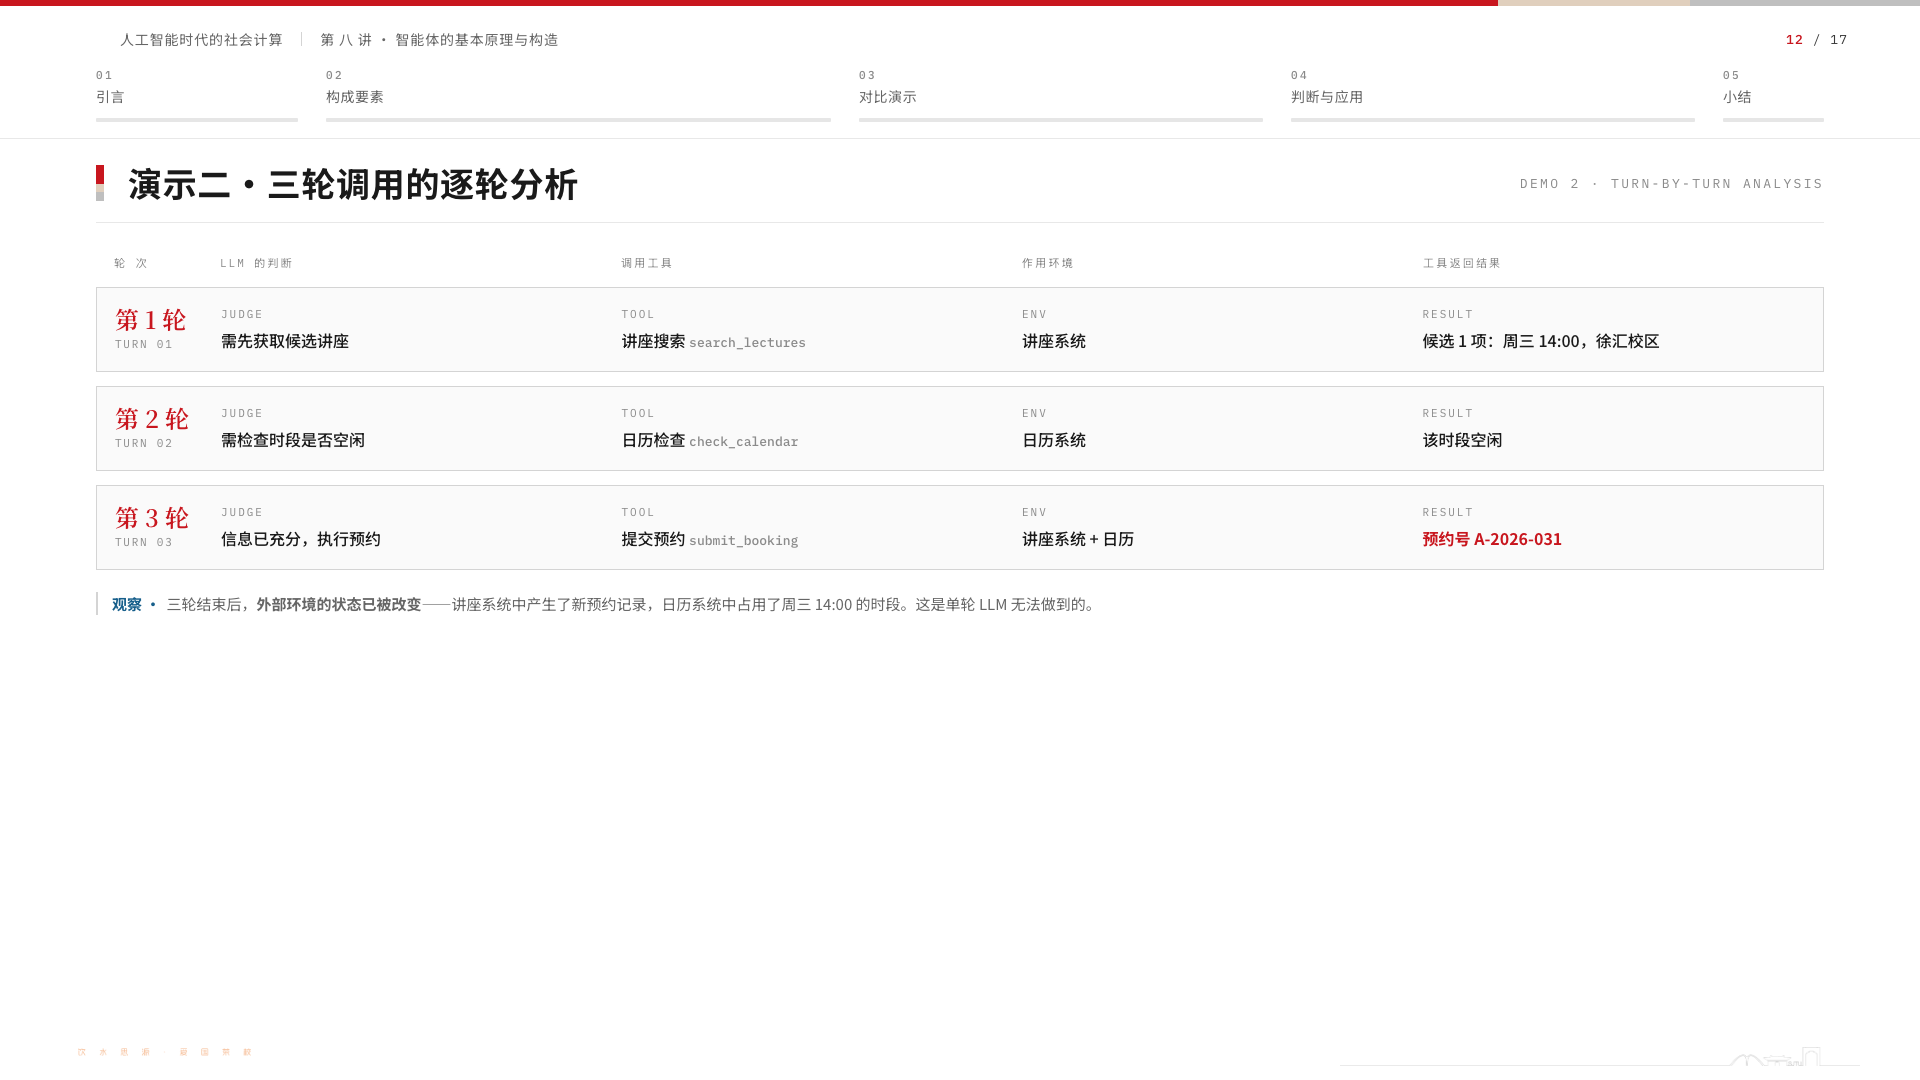 人工智能时代的社会计算 第 八 讲 · 智能体的基本原理与构造
12 / 17
01 02 03 04 05
引言 构成要素 对比演示 判断与应用 小结
演示二 · 三轮调用的逐轮分析
DEMO 2 · TURN-BY-TURN ANALYSIS
轮 次 LLM 的判断 调用工具 作用环境 工具返回结果
第 1 轮
TURN 01
JUDGE
需先获取候选讲座
TOOL
讲座搜索 search_lectures
ENV
讲座系统
RESULT
候选 1 项：周三 14:00，徐汇校区
第 2 轮
TURN 02
JUDGE
需检查时段是否空闲
TOOL
日历检查 check_calendar
ENV
日历系统
RESULT
该时段空闲
第 3 轮
TURN 03
JUDGE
信息已充分，执行预约
TOOL
提交预约 submit_booking
ENV
讲座系统 + 日历
RESULT
预约号 A-2026-031
观察 · 三轮结束后，外部环境的状态已被改变——讲座系统中产生了新预约记录，日历系统中占用了周三 14:00 的时段。这是单轮 LLM 无法做到的。
饮 水 思 源 · 爱 国 荣 校